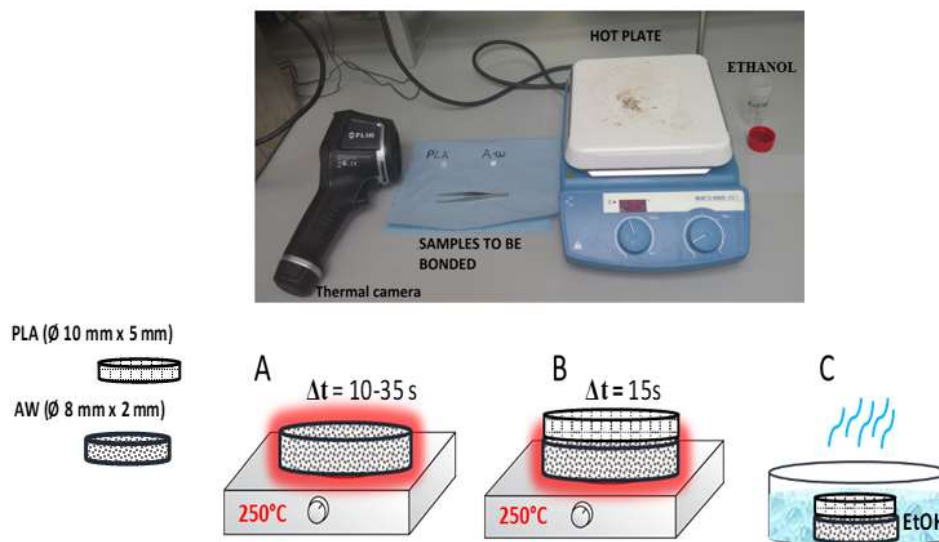 HOT PLATE
ETHANOL
FLIR
PLA A-W
SAMPLES TO BE
BONDED
Thermal camera
PLA (Ø 10 mm x 5 mm)
AW (Ø 8 mm x 2 mm)
A
Δt = 10-35 s
250°C
B
Δt = 15s
250°C
C
EtOH